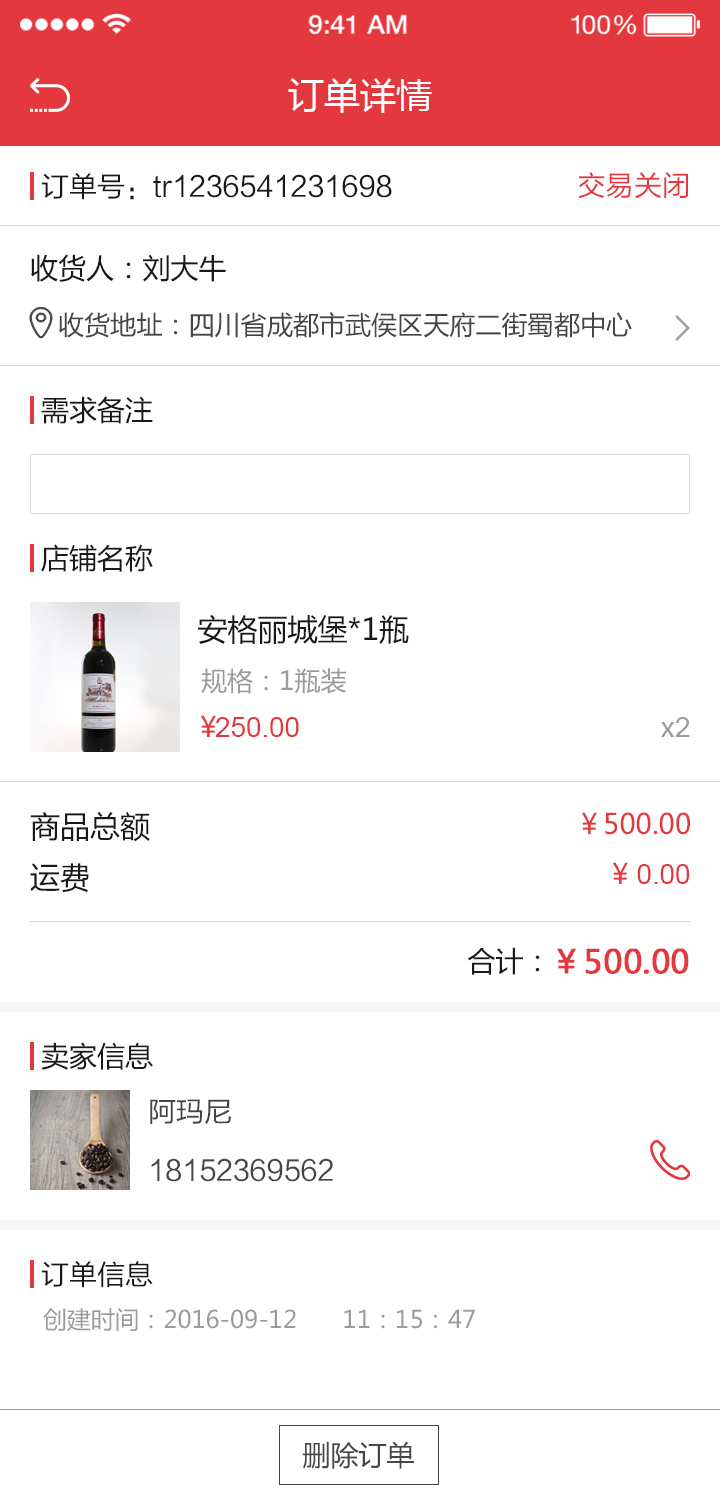 9:41 AM 100%
订单详情
订单号：tr1236541231698 交易关闭
收货人：刘大牛
收货地址：四川省成都市武侯区天府二街蜀都中心
需求备注
店铺名称
安格丽城堡*1瓶
规格：1瓶装
¥250.00 x2
商品总额 ¥ 500.00
运费 ¥ 0.00
合计：¥ 500.00
卖家信息
阿玛尼
18152369562
订单信息
创建时间：2016-09-12 11：15：47
删除订单